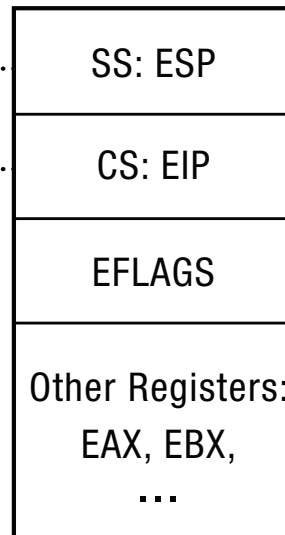 SS: ESP
CS: EIP
EFLAGS
Other Registers:
EAX, EBX,
...